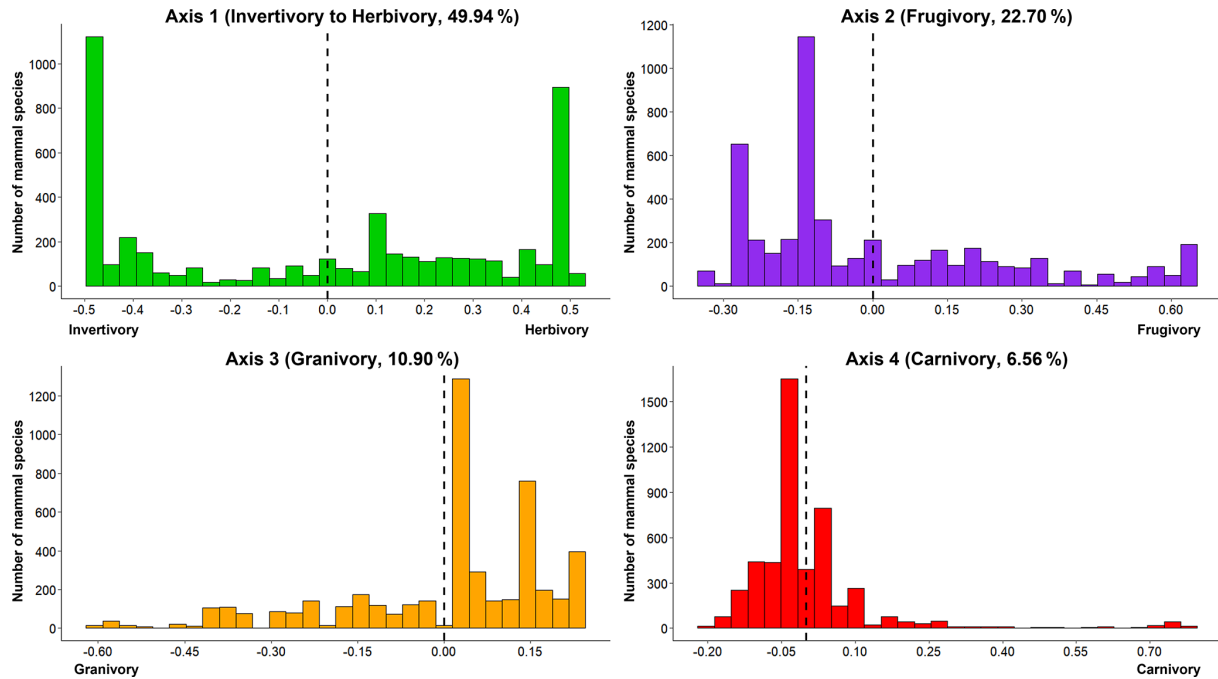 Axis 1 (Invertivory to Herbivory, 49.94 %)
Number of mammal species
1000
800
600
400
200
0
-0.5 -0.4 -0.3 -0.2 -0.1 0.0 0.1 0.2 0.3 0.4 0.5
Invertivory Herbivory
Axis 2 (Frugivory, 22.70 %)
Number of mammal species
1200
1000
800
600
400
200
0
-0.30 -0.15 0.00 0.15 0.30 0.45 0.60
Frugivory
Axis 3 (Granivory, 10.90 %)
Number of mammal species
1200
1000
800
600
400
200
0
-0.60 -0.45 -0.30 -0.15 0.00 0.15
Granivory
Axis 4 (Carnivory, 6.56 %)
Number of mammal species
1500
1200
900
600
300
0
-0.20 -0.05 0.10 0.25 0.40 0.55 0.70
Carnivory